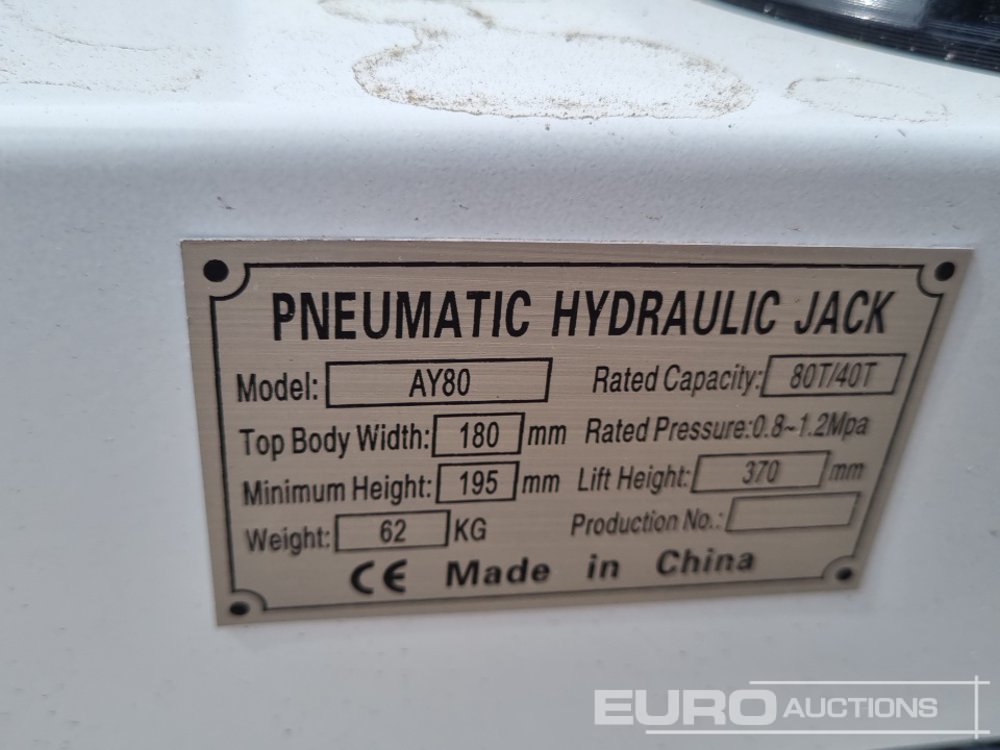 PNEUMATIC HYDRAULIC JACK
Model: AY80 Rated Capacity: 80T/40T
Top Body Width: 180 mm Rated Pressure:0.8~1.2Mpa
Minimum Height: 195 mm Lift Height: 370 mm
Weight: 62 KG Production No.:
CE Made in China
EURO AUCTIONS